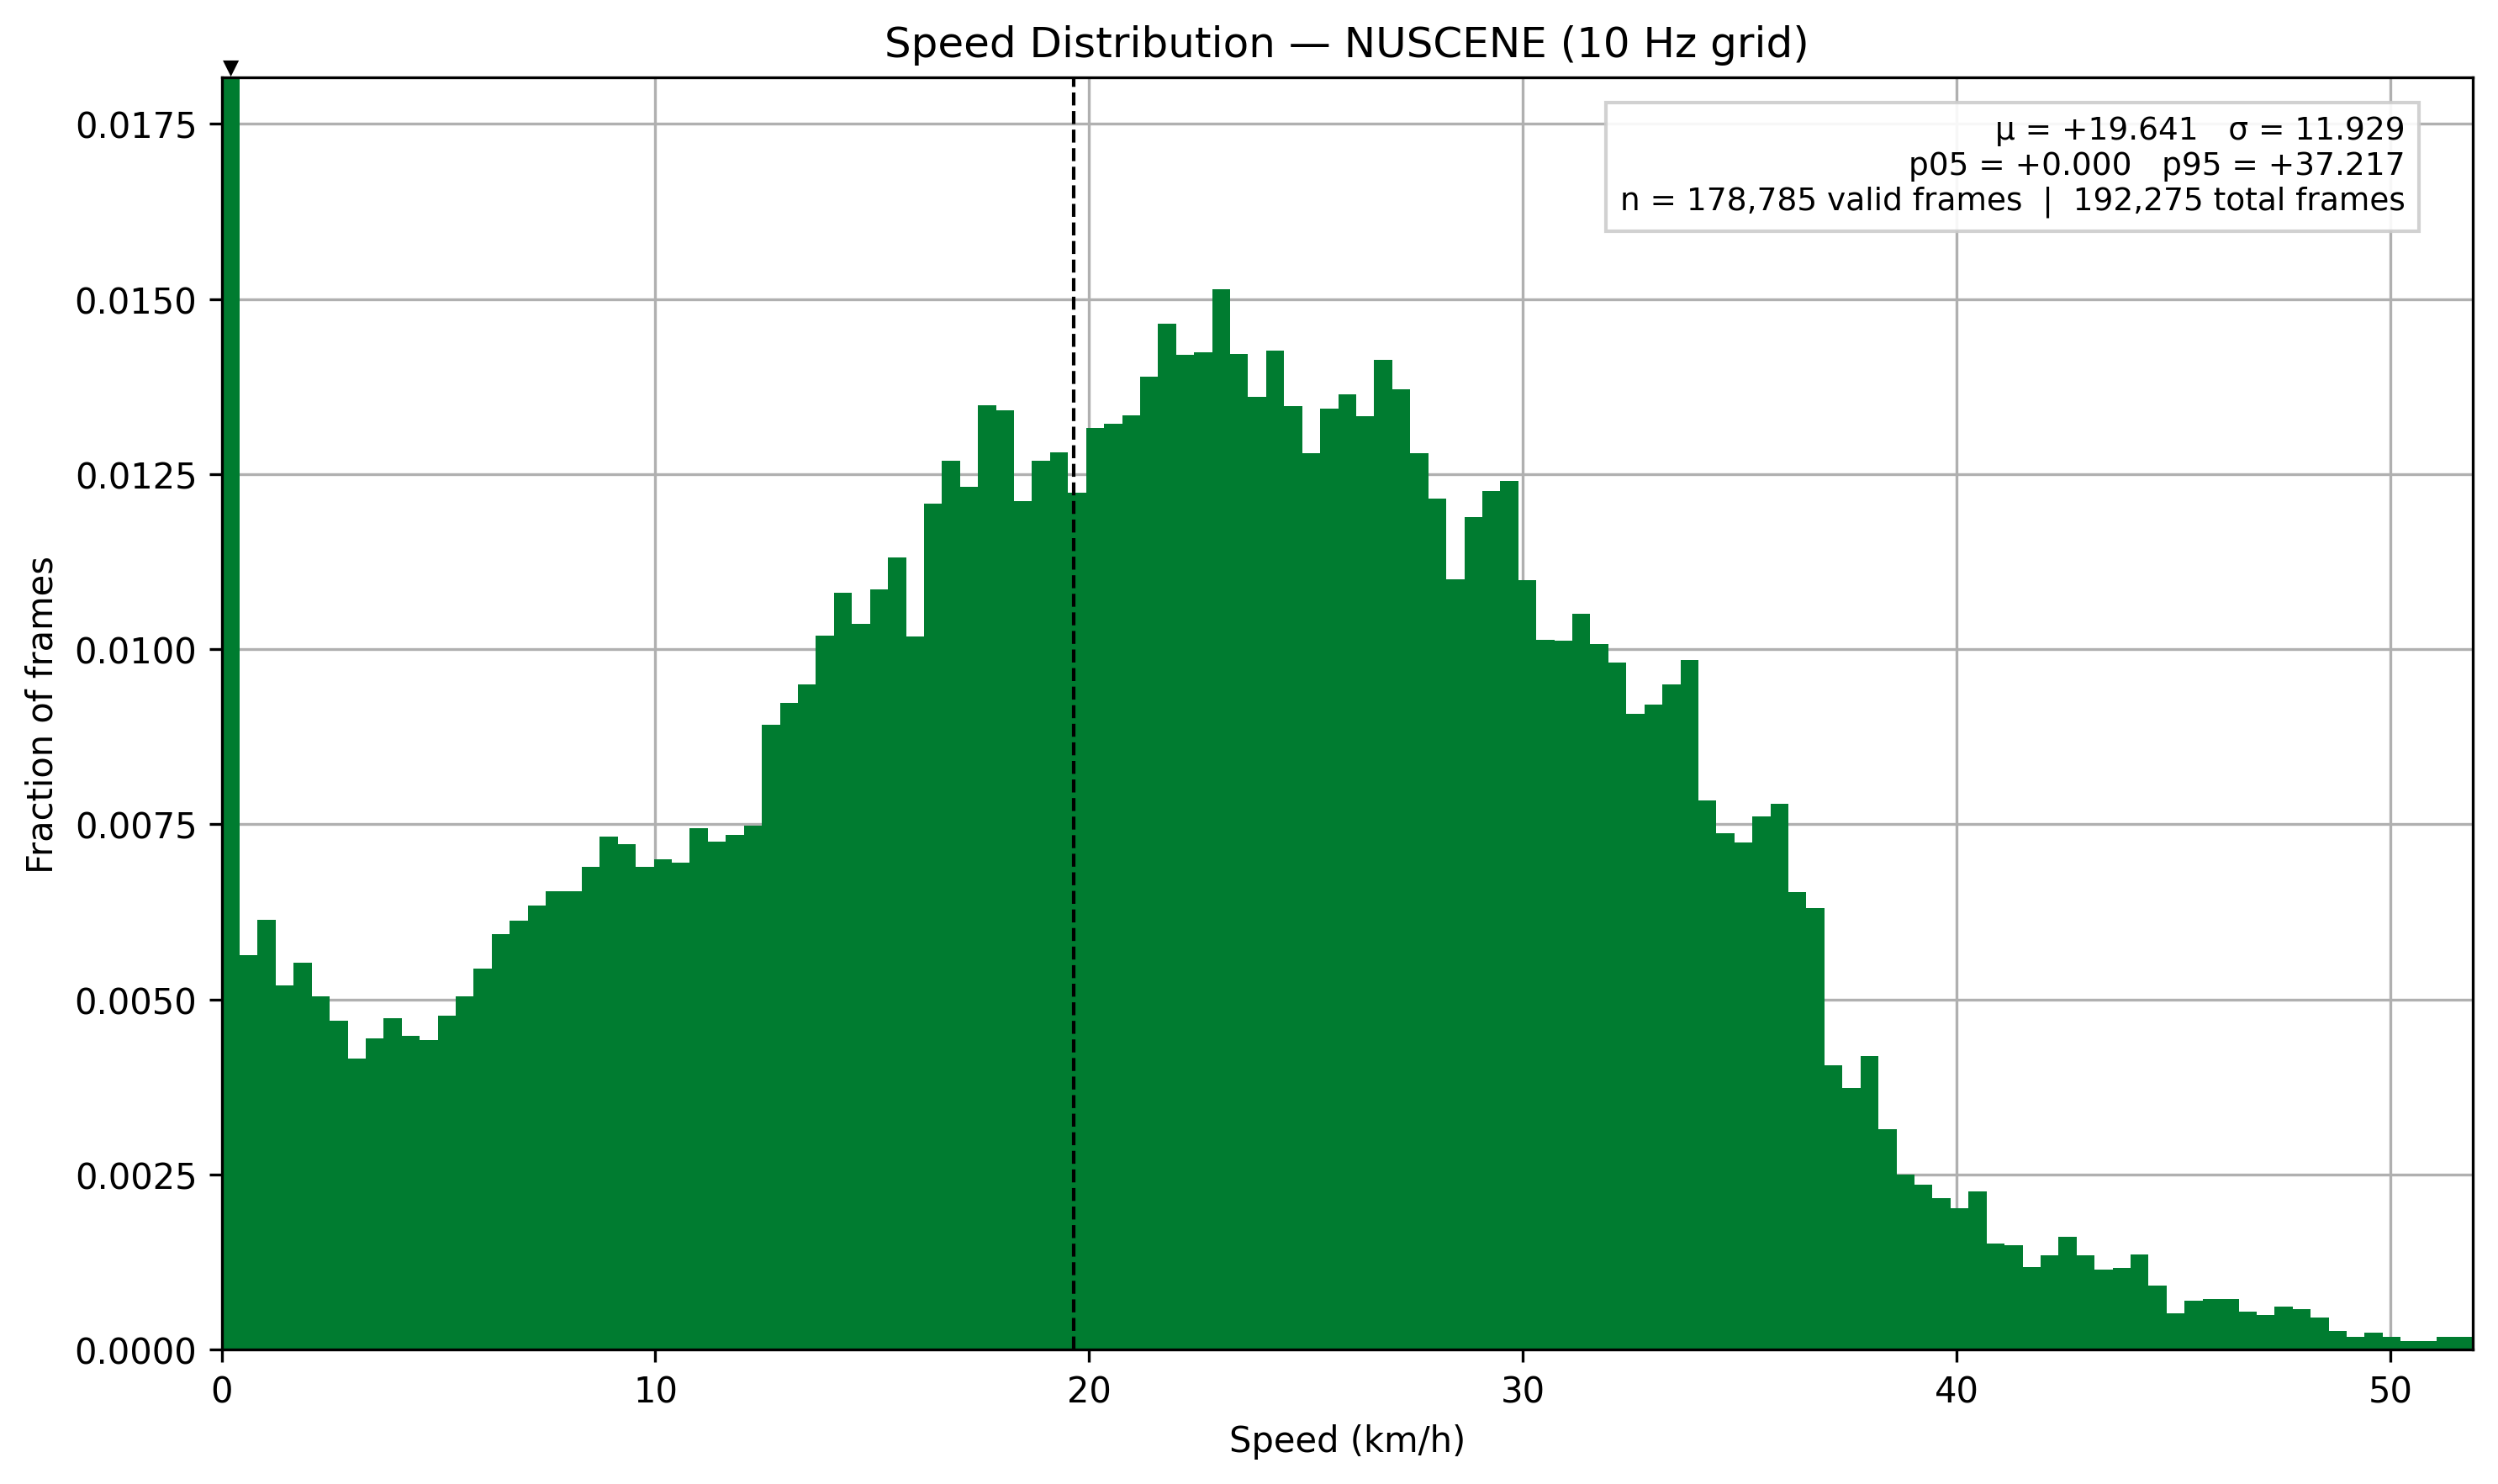 Speed Distribution — NUSCENE (10 Hz grid)
μ = +19.641   σ = 11.929
p05 = +0.000   p95 = +37.217
n = 178,785 valid frames  |  192,275 total frames
Fraction of frames
0.0175
0.0150
0.0125
0.0100
0.0075
0.0050
0.0025
0.0000
0 10 20 30 40 50
Speed (km/h)